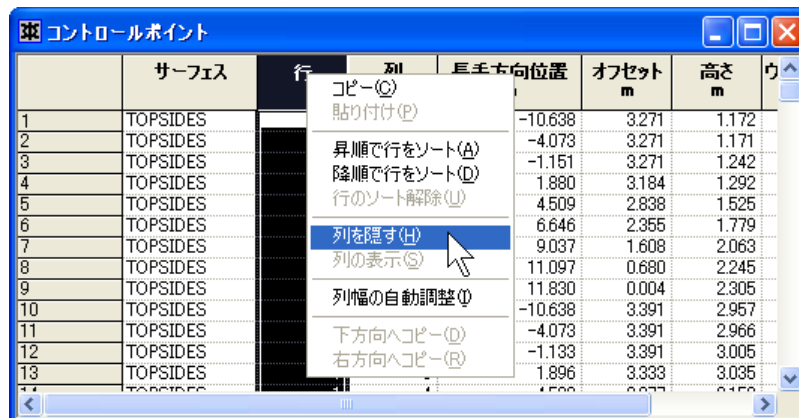 コントロールポイント
サーフェス 行 列 長手方向位置 オフセット m 高さ m ウ
1 TOPSIDES -10.638 3.271 1.172
2 TOPSIDES -4.073 3.271 1.171
3 TOPSIDES -1.151 3.271 1.242
4 TOPSIDES 1.880 3.184 1.292
5 TOPSIDES 4.509 2.838 1.525
6 TOPSIDES 6.646 2.355 1.779
7 TOPSIDES 9.037 1.608 2.063
8 TOPSIDES 11.097 0.680 2.245
9 TOPSIDES 11.830 0.004 2.305
10 TOPSIDES -10.638 3.391 2.957
11 TOPSIDES -4.073 3.391 2.966
12 TOPSIDES -1.133 3.391 3.005
13 TOPSIDES 1.896 3.333 3.035
コピー(C)
貼り付け(P)
昇順で行をソート(A)
降順で行をソート(D)
行のソート解除(U)
列を隠す(H)
列の表示(S)
列幅の自動調整(I)
下方向へコピー(D)
右方向へコピー(R)